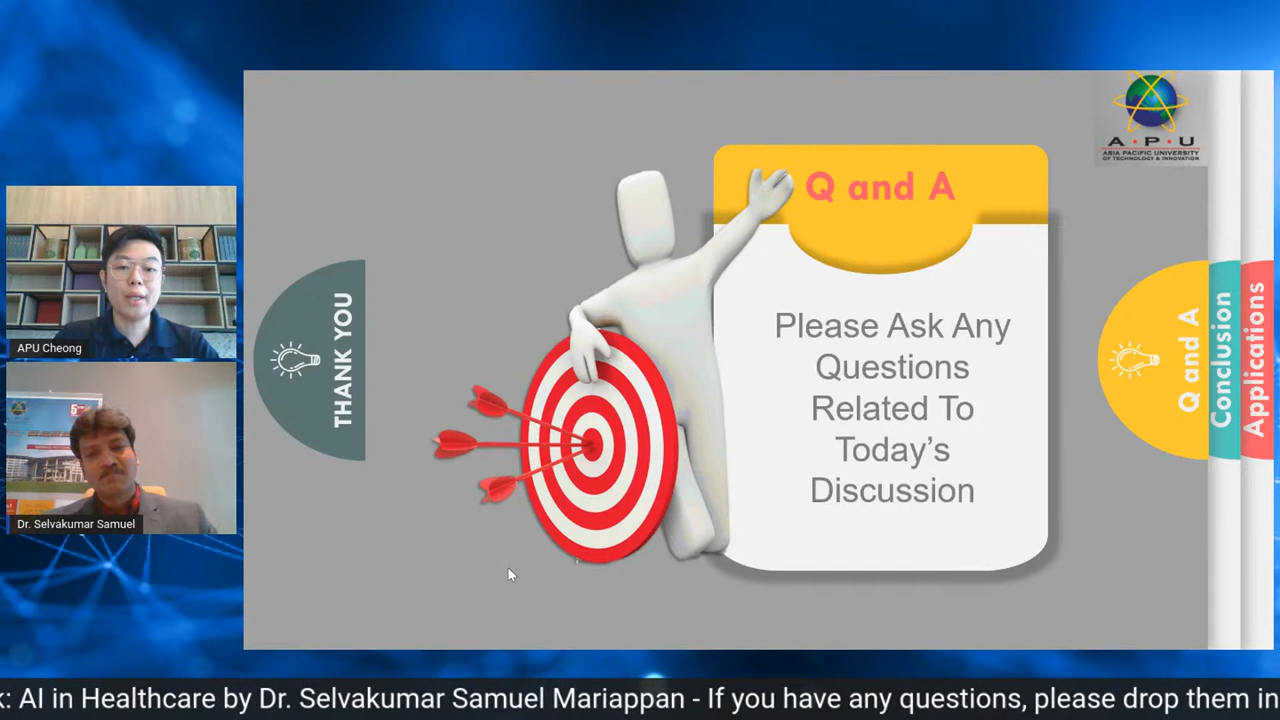 A·P·U
ASIA PACIFIC UNIVERSITY
OF TECHNOLOGY & INNOVATION
Q and A
Please Ask Any
Questions
Related To
Today’s
Discussion
THANK YOU
Q and A
Conclusion
Applications
APU Cheong
Dr. Selvakumar Samuel
k: AI in Healthcare by Dr. Selvakumar Samuel Mariappan - If you have any questions, please drop them in